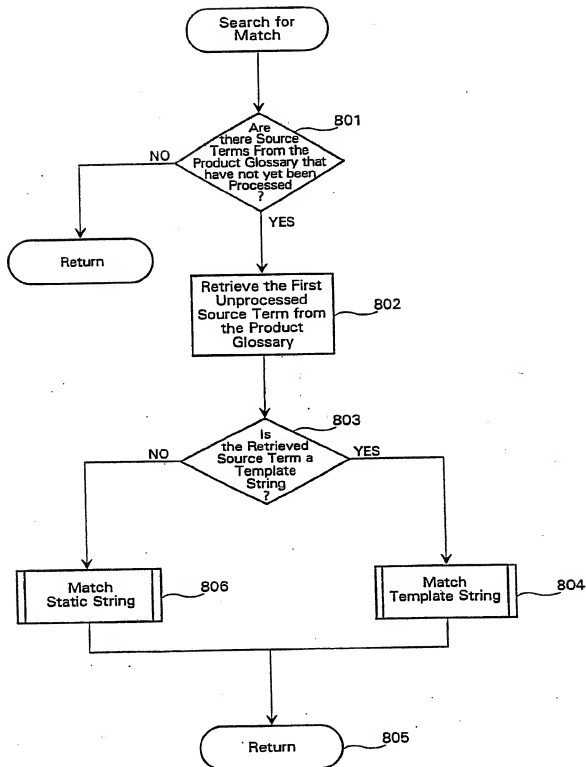 Search for
Match
801
Are
there Source
Terms From the
Product Glossary that
have not yet been
Processed
?
NO
YES
Return
Retrieve the First
Unprocessed
Source Term from
the Product
Glossary
802
803
Is
the Retrieved
Source Term a
Template
String
?
NO
YES
Match
Static String
806
Match
Template String
804
Return
805